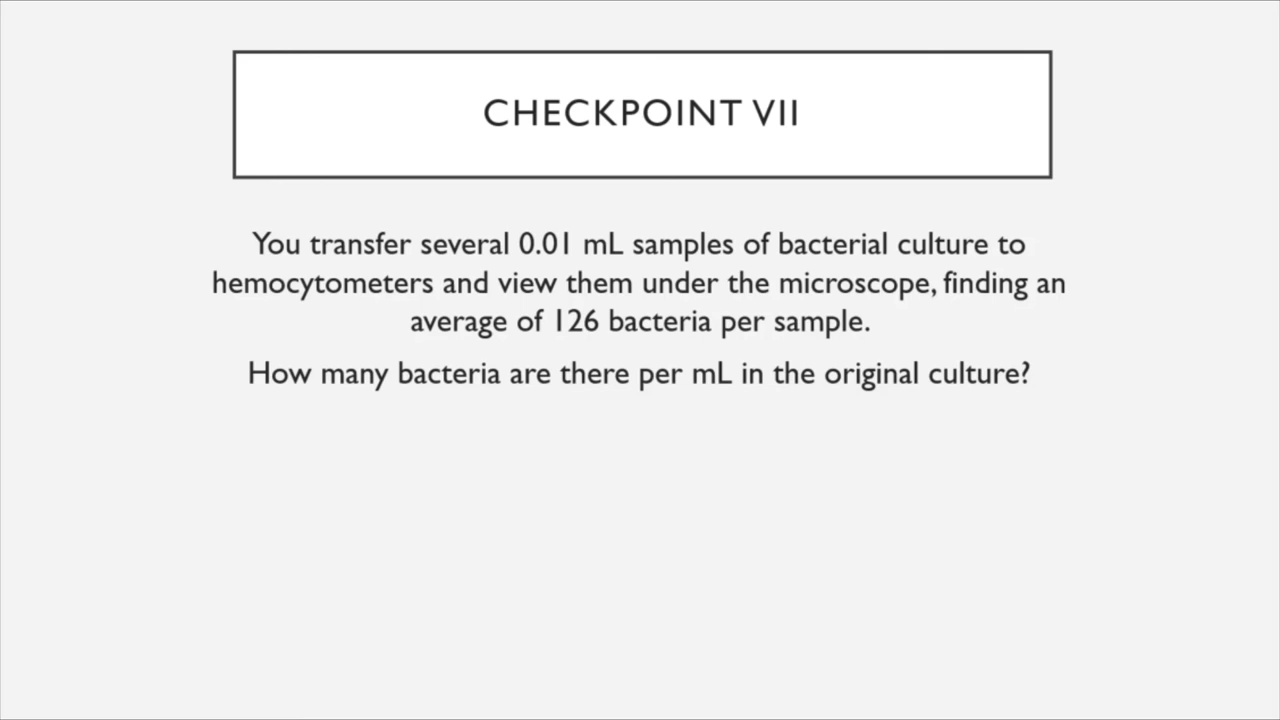 CHECKPOINT VII
You transfer several 0.01 mL samples of bacterial culture to
hemocytometers and view them under the microscope, finding an
average of 126 bacteria per sample.
How many bacteria are there per mL in the original culture?